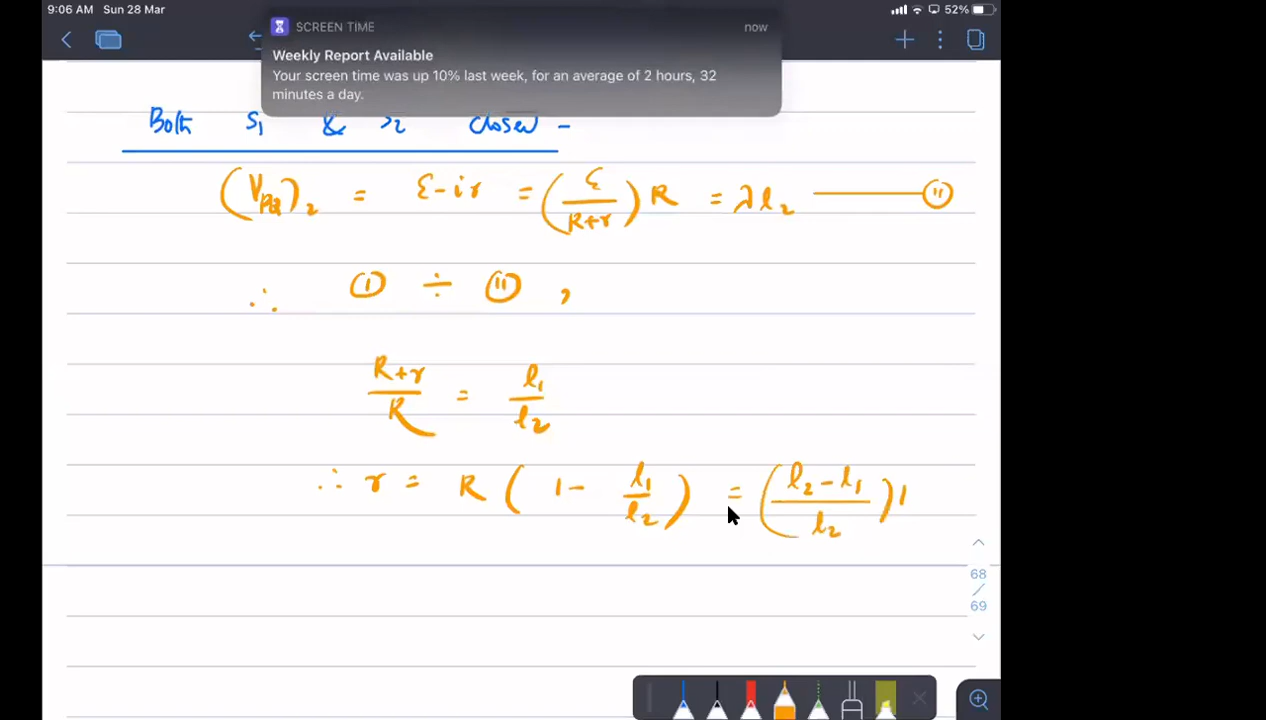 9:06 AM Sun 28 Mar 52%
SCREEN TIME now
Weekly Report Available
Your screen time was up 10% last week, for an average of 2 hours, 32
minutes a day.
Both S₁ & S₂ closed -
(V_PQ)₂ = ε - ir = (ε/(R+r)) R = λl₂ ——— (II)
∴ (I) ÷ (II) ,
(R+r)/R = l₁/l₂
∴ r = R (1 - l₁/l₂) = ((l₂ - l₁)/l₂) 1
68
/
69